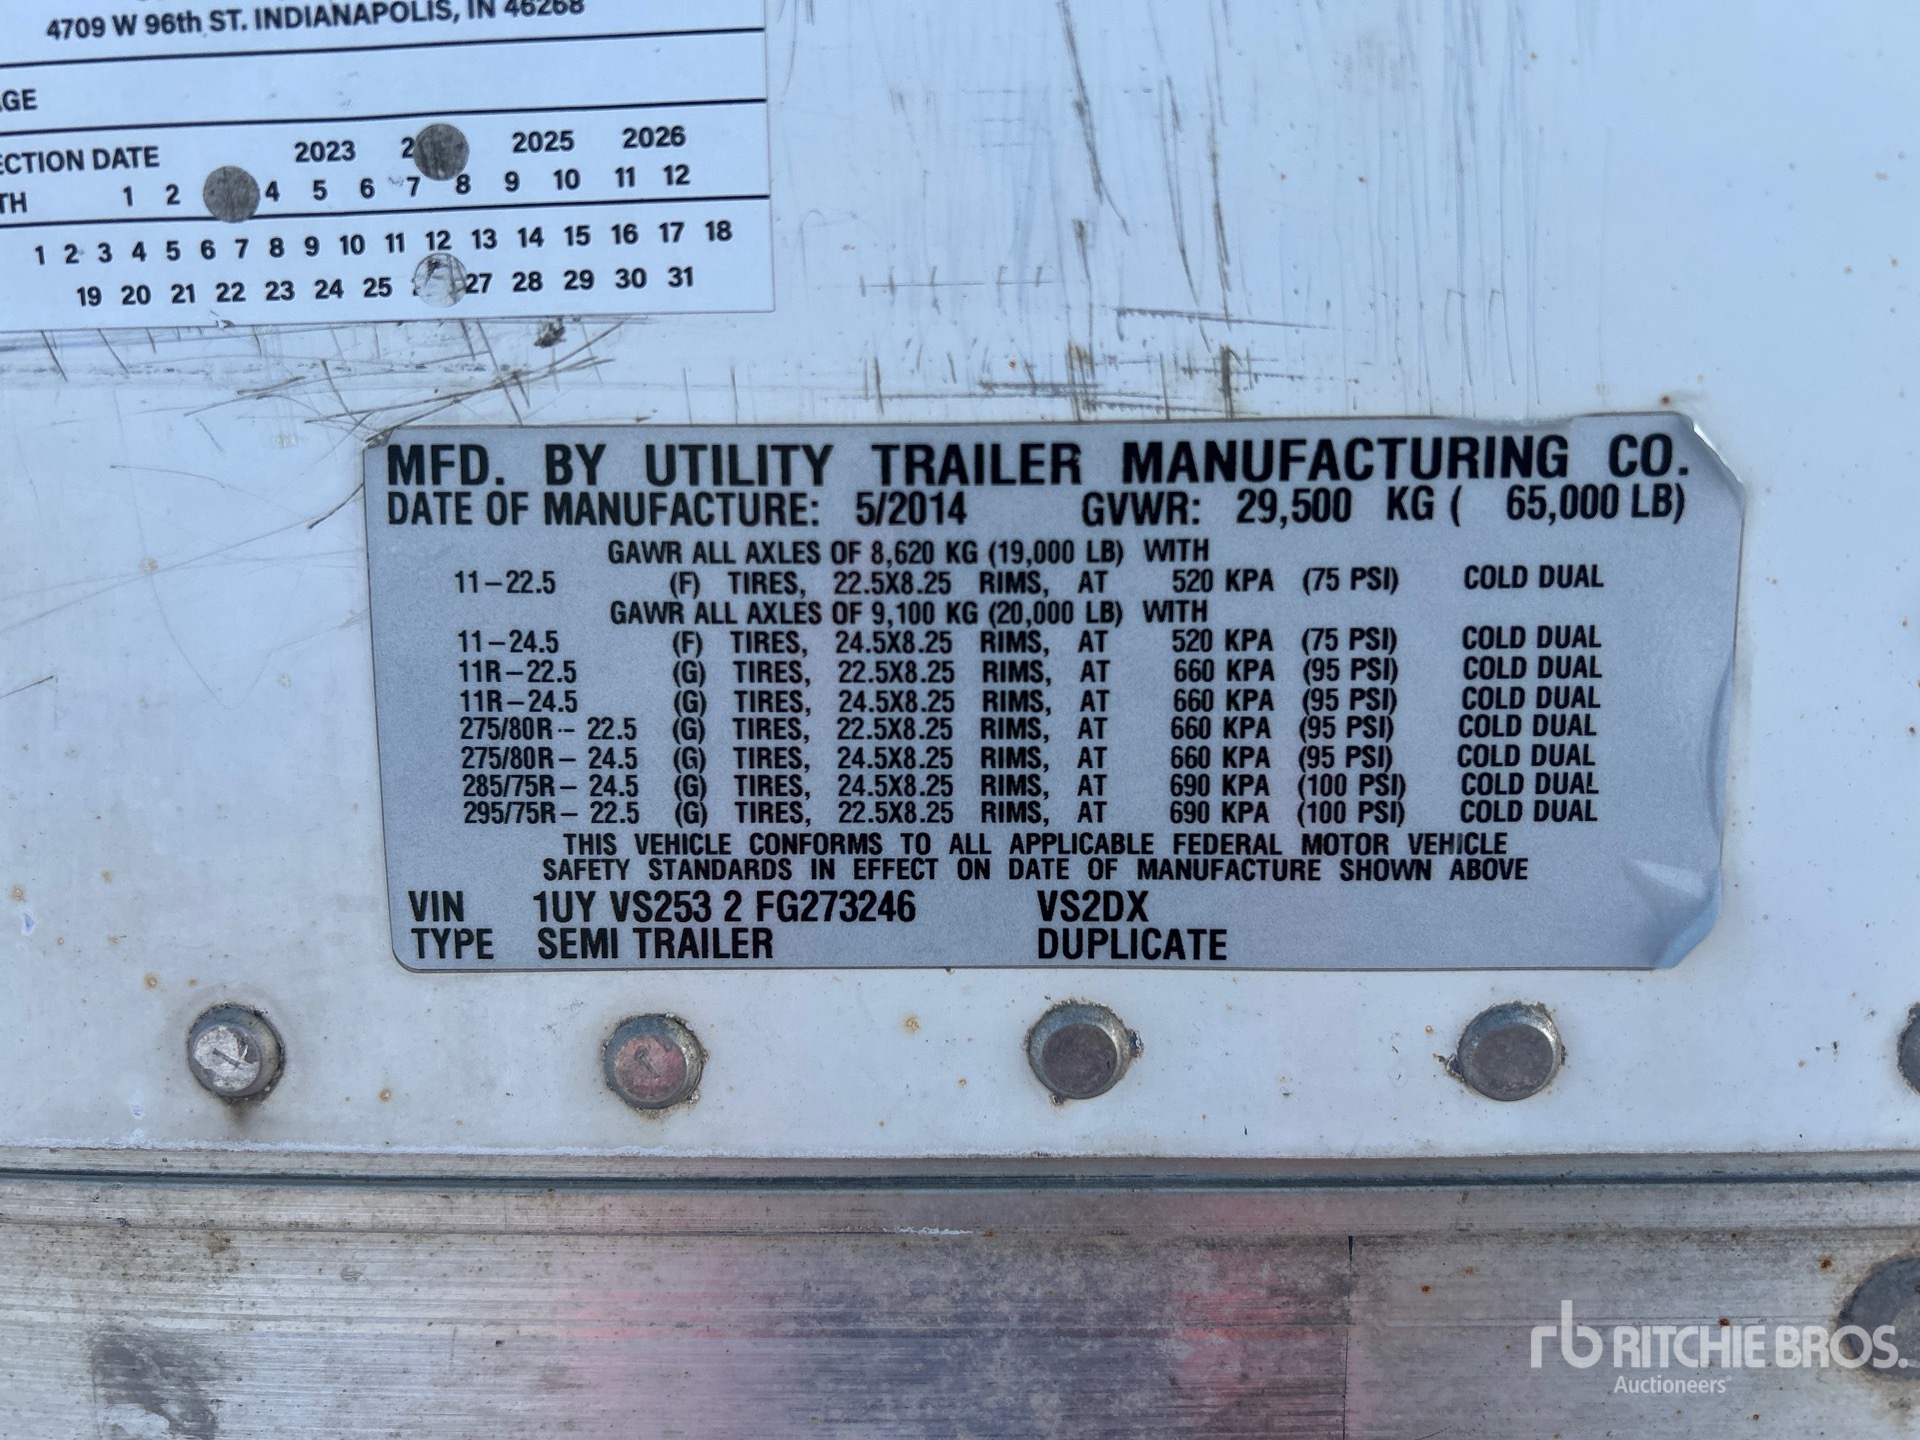 4709 W 96th ST. INDIANAPOLIS, IN 46268
2023 2025 2026
DATE
1 2 4 5 6 7 8 9 10 11 12
1 2 3 4 5 6 7 8 9 10 11 12 13 14 15 16 17 18
19 20 21 22 23 24 25 27 28 29 30 31
MFD. BY UTILITY TRAILER MANUFACTURING CO.
DATE OF MANUFACTURE: 5/2014 GVWR: 29,500 KG ( 65,000 LB)
GAWR ALL AXLES OF 8,620 KG (19,000 LB) WITH
11-22.5 (F) TIRES, 22.5X8.25 RIMS, AT 520 KPA (75 PSI) COLD DUAL
GAWR ALL AXLES OF 9,100 KG (20,000 LB) WITH
11-24.5 (F) TIRES, 24.5X8.25 RIMS, AT 520 KPA (75 PSI) COLD DUAL
11R-22.5 (G) TIRES, 22.5X8.25 RIMS, AT 660 KPA (95 PSI) COLD DUAL
11R-24.5 (G) TIRES, 24.5X8.25 RIMS, AT 660 KPA (95 PSI) COLD DUAL
275/80R- 22.5 (G) TIRES, 22.5X8.25 RIMS, AT 660 KPA (95 PSI) COLD DUAL
275/80R- 24.5 (G) TIRES, 24.5X8.25 RIMS, AT 660 KPA (95 PSI) COLD DUAL
285/75R- 24.5 (G) TIRES, 24.5X8.25 RIMS, AT 690 KPA (100 PSI) COLD DUAL
295/75R- 22.5 (G) TIRES, 22.5X8.25 RIMS, AT 690 KPA (100 PSI) COLD DUAL
THIS VEHICLE CONFORMS TO ALL APPLICABLE FEDERAL MOTOR VEHICLE
SAFETY STANDARDS IN EFFECT ON DATE OF MANUFACTURE SHOWN ABOVE
VIN 1UY VS253 2 FG273246 VS2DX
TYPE SEMI TRAILER DUPLICATE
rb RITCHIE BROS.
Auctioneers